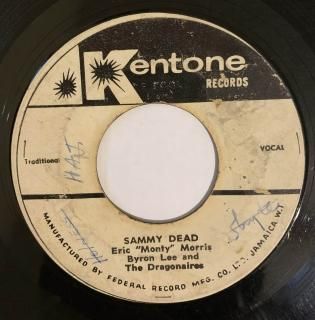 Kentone
RECORDS
Traditional
VOCAL
SAMMY DEAD
Eric "Monty" Morris
Byron Lee and
The Dragonaires
MANUFACTURED BY FEDERAL RECORD MFG. CO. LTD. JAMAICA W.I.